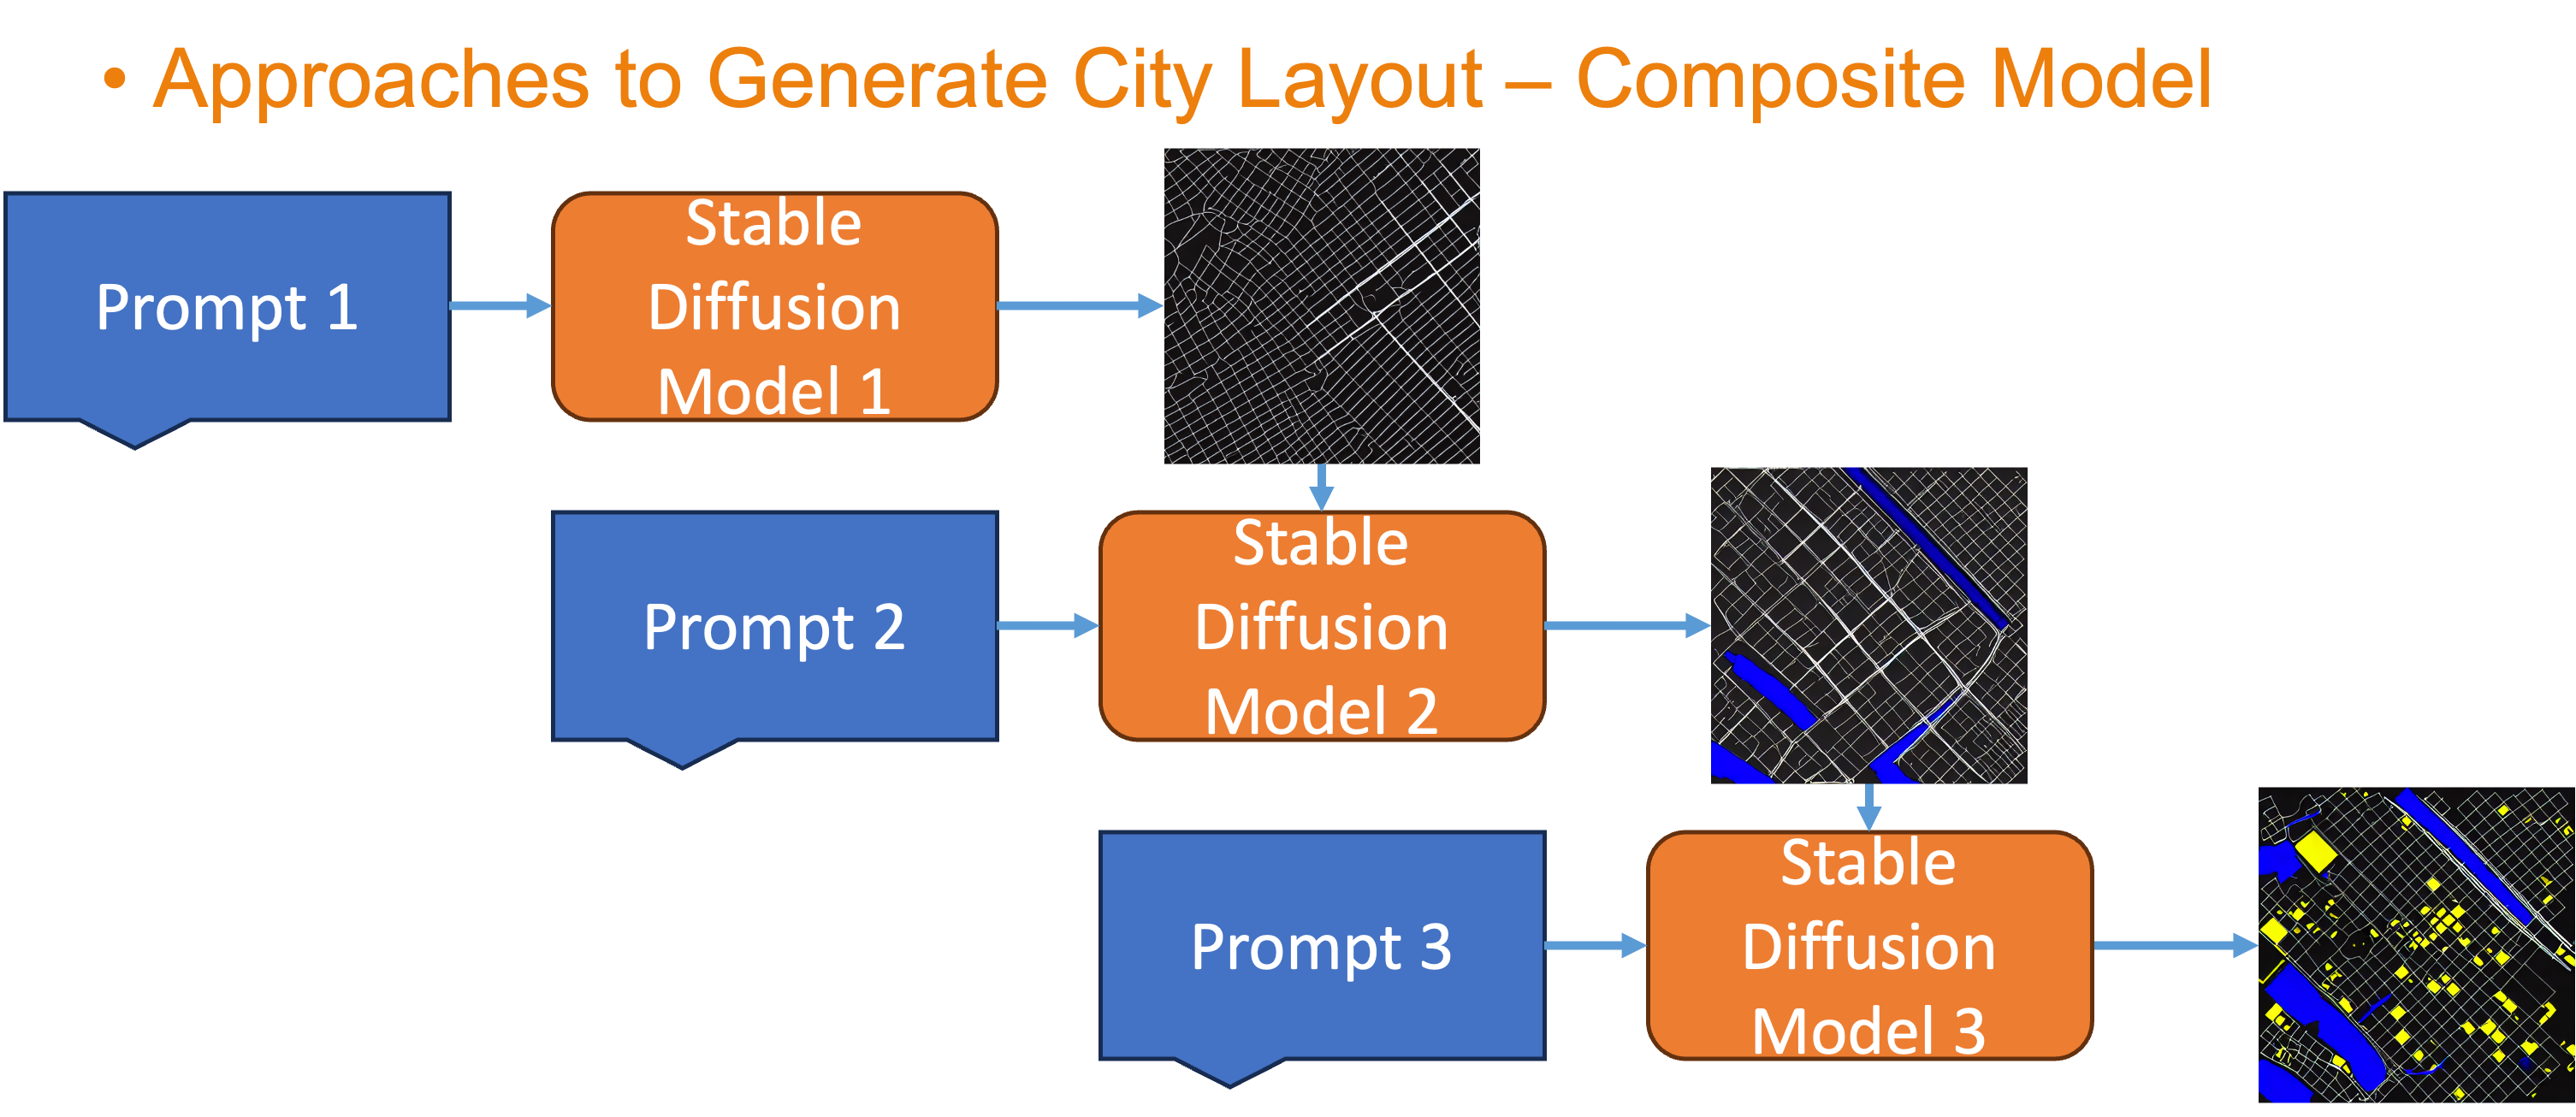 • Approaches to Generate City Layout – Composite Model
Prompt 1
Stable
Diffusion
Model 1
Prompt 2
Stable
Diffusion
Model 2
Prompt 3
Stable
Diffusion
Model 3